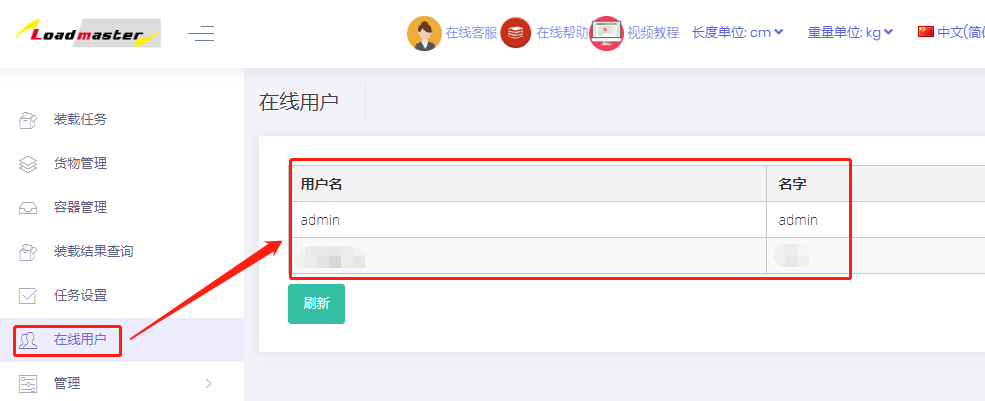 Loadmaster
在线客服 在线帮助 视频教程 长度单位: cm 重量单位: kg 中文(简体
在线用户
装载任务
货物管理
容器管理
装载结果查询
任务设置
在线用户
管理
用户名 名字
admin admin
刷新